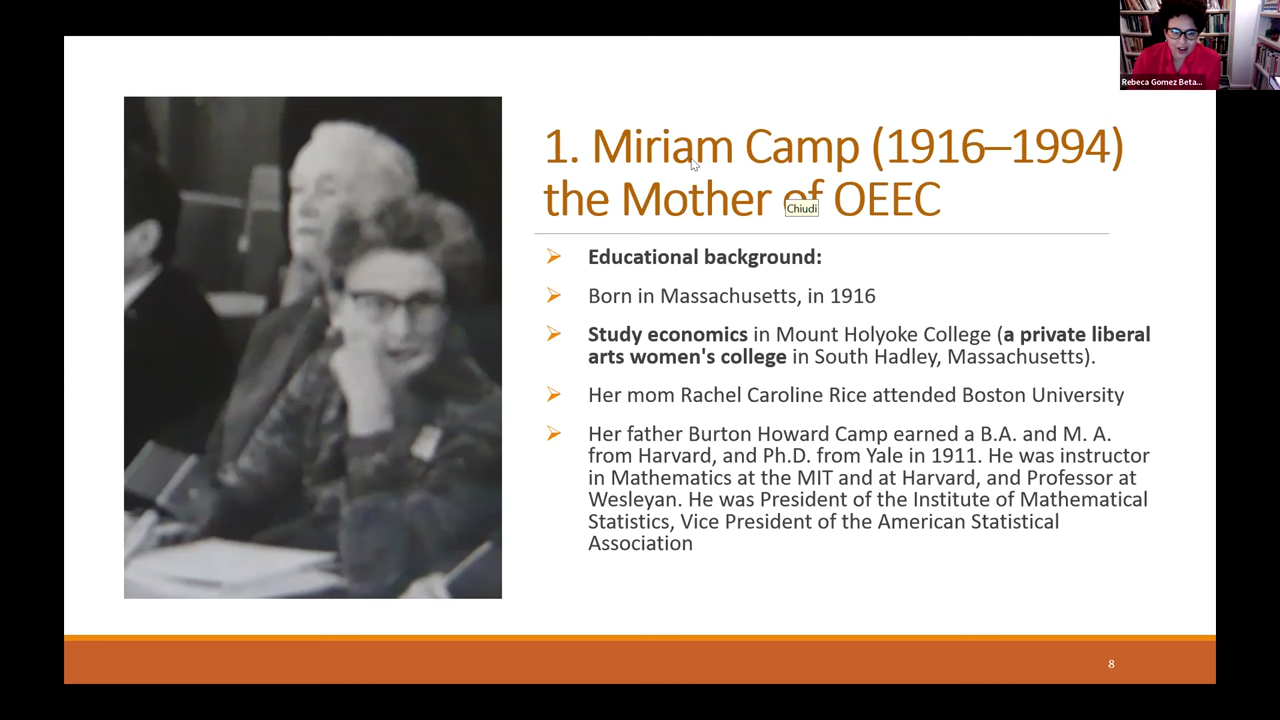 Rebeca Gomez Beta...
1. Miriam Camp (1916–1994)
the Mother of OEEC
Chiudi
Educational background:
Born in Massachusetts, in 1916
Study economics in Mount Holyoke College (a private liberal
arts women's college in South Hadley, Massachusetts).
Her mom Rachel Caroline Rice attended Boston University
Her father Burton Howard Camp earned a B.A. and M. A.
from Harvard, and Ph.D. from Yale in 1911. He was instructor
in Mathematics at the MIT and at Harvard, and Professor at
Wesleyan. He was President of the Institute of Mathematical
Statistics, Vice President of the American Statistical
Association
8